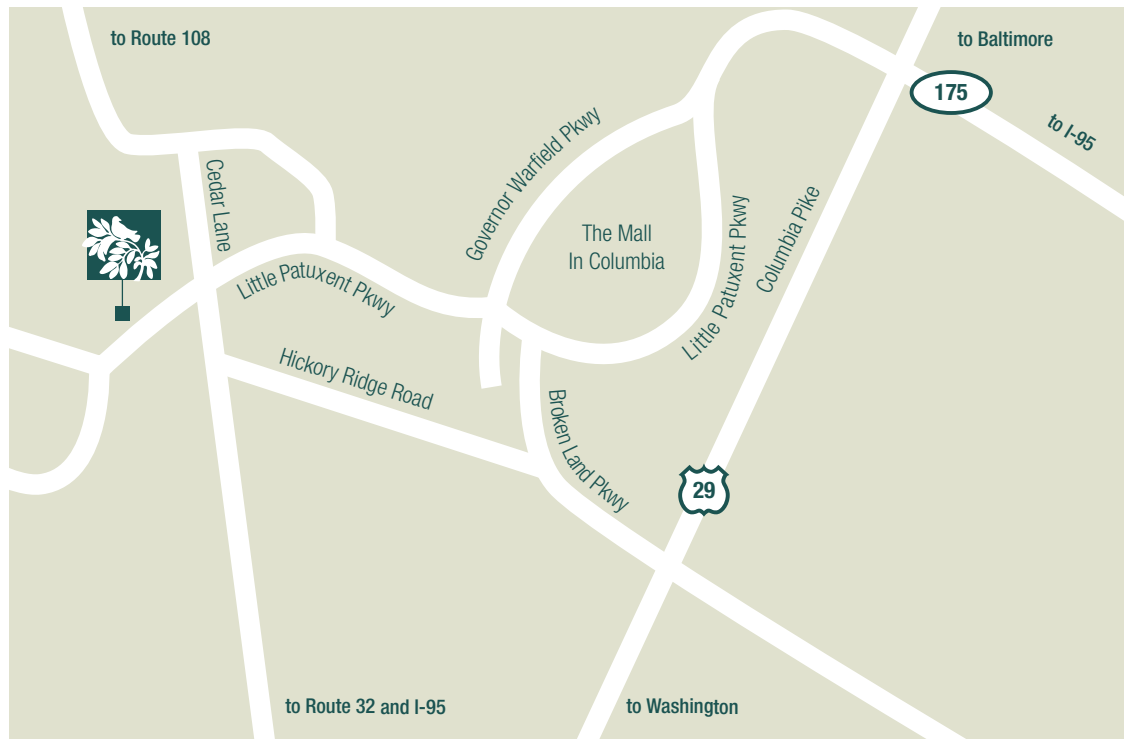 to Route 108
to Baltimore
175
to I-95
Governor Warfield Pkwy
Cedar Lane
The Mall
In Columbia
Columbia Pike
Little Patuxent Pkwy
Little Patuxent Pkwy
Hickory Ridge Road
Broken Land Pkwy
29
to Route 32 and I-95
to Washington